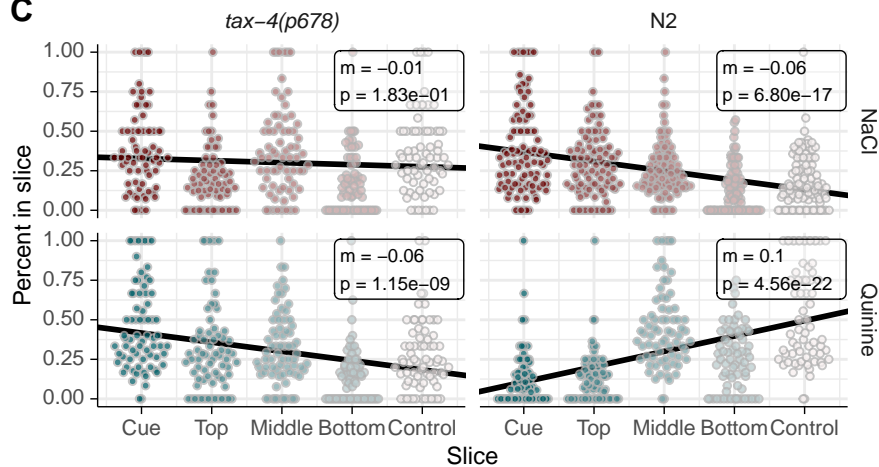 C
tax-4(p678)
N2
Percent in slice
1.00
0.75
0.50
0.25
0.00
m = −0.01
p = 1.83e−01
m = −0.06
p = 6.80e−17
NaCl
1.00
0.75
0.50
0.25
0.00
m = −0.06
p = 1.15e−09
m = 0.1
p = 4.56e−22
Quinine
Cue Top Middle Bottom Control
Cue Top Middle Bottom Control
Slice